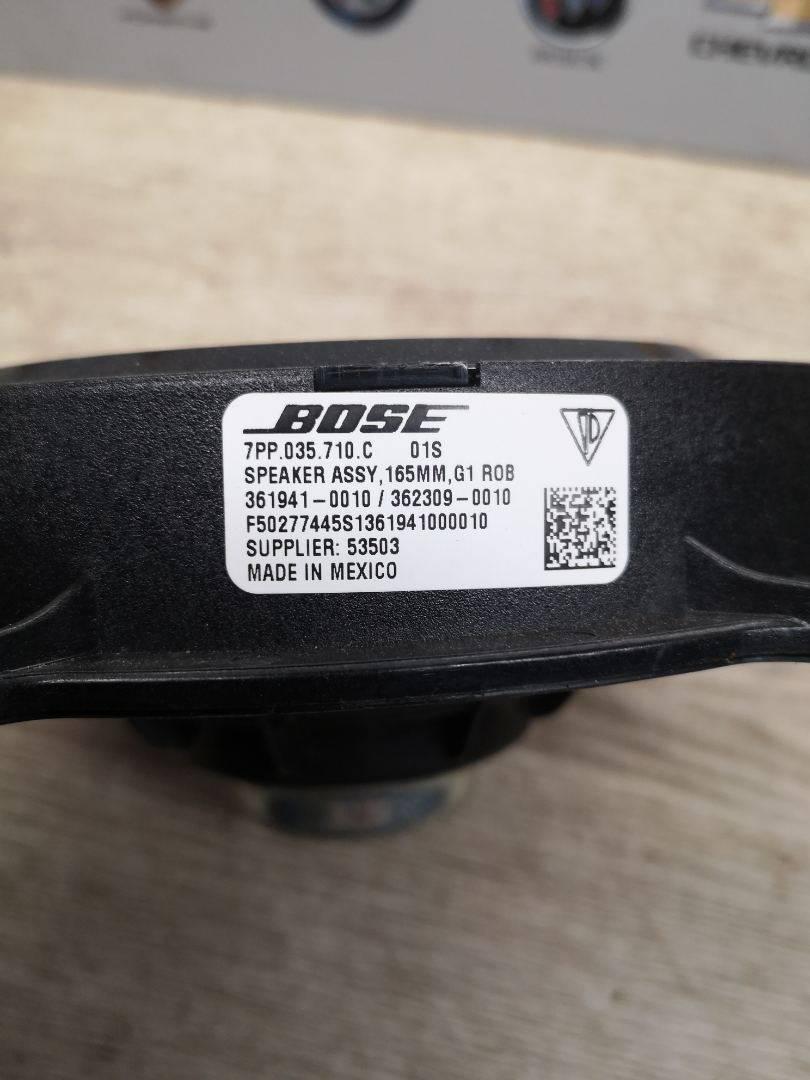 CHEVRO
BOSE
7PP.035.710.C 01S
SPEAKER ASSY,165MM,G1 ROB
361941-0010 / 362309-0010
F50277445S1361941000010
SUPPLIER: 53503
MADE IN MEXICO